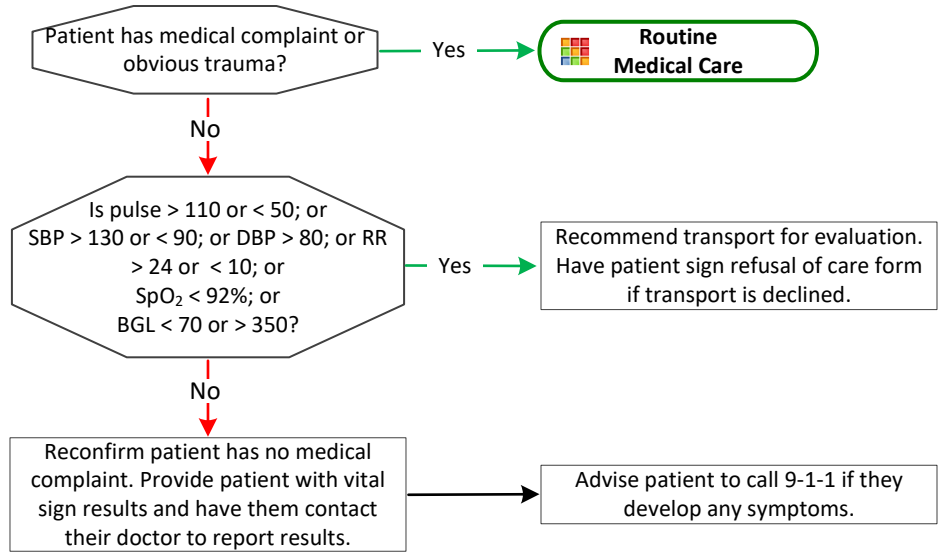 Patient has medical complaint or
obvious trauma?
Yes
Routine
Medical Care
No
Is pulse > 110 or < 50; or
SBP > 130 or < 90; or DBP > 80; or RR
> 24 or < 10; or
SpO₂ < 92%; or
BGL < 70 or > 350?
Yes
Recommend transport for evaluation.
Have patient sign refusal of care form
if transport is declined.
No
Reconfirm patient has no medical
complaint. Provide patient with vital
sign results and have them contact
their doctor to report results.
Advise patient to call 9-1-1 if they
develop any symptoms.